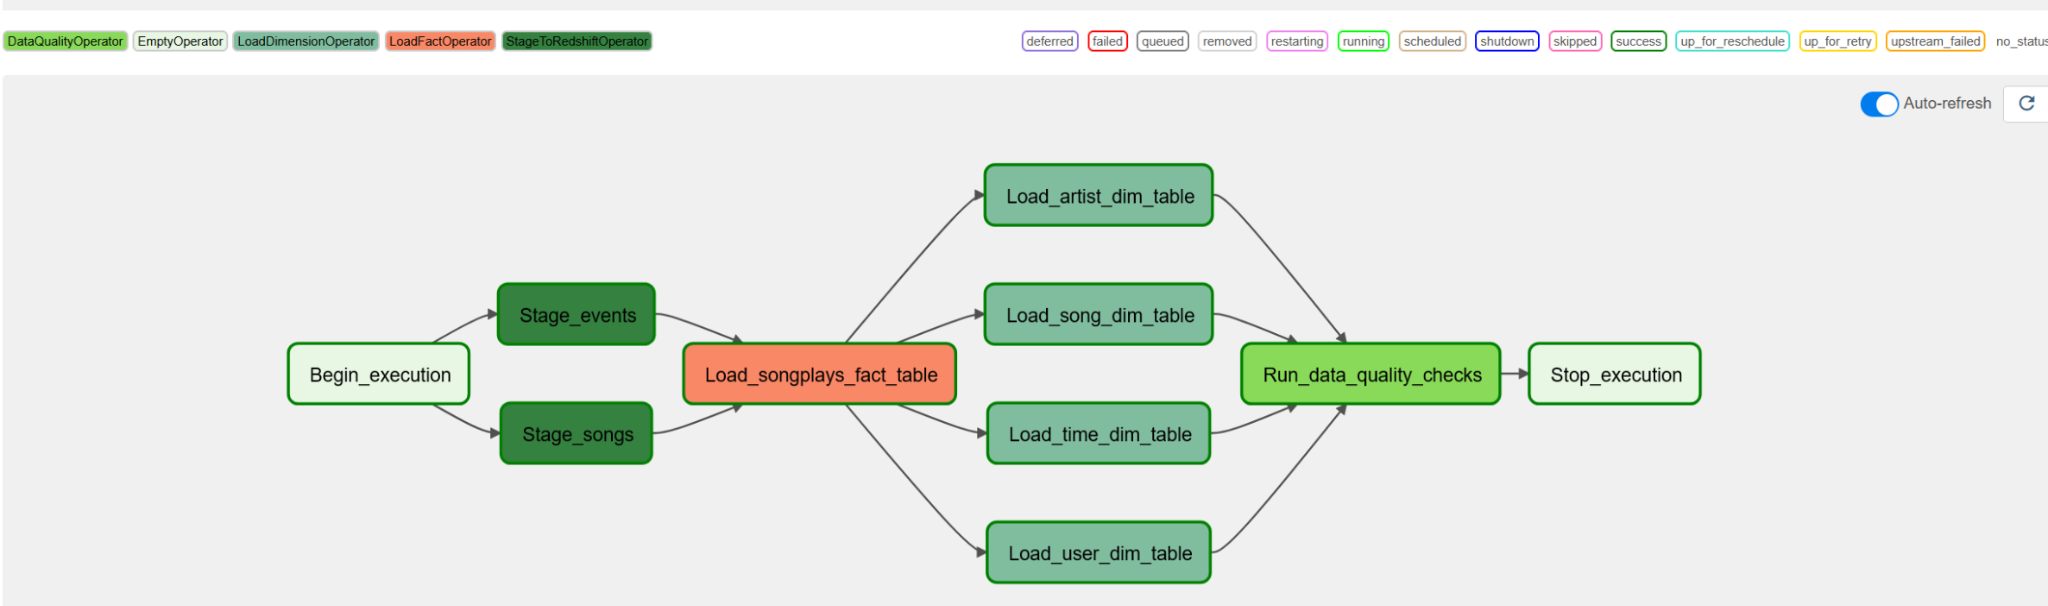 DataQualityOperator EmptyOperator LoadDimensionOperator LoadFactOperator StageToRedshiftOperator deferred failed queued removed restarting running scheduled shutdown skipped success up_for_reschedule up_for_retry upstream_failed no_status
Auto-refresh
Load_artist_dim_table
Stage_events
Load_song_dim_table
Begin_execution
Load_songplays_fact_table
Run_data_quality_checks
Stop_execution
Stage_songs
Load_time_dim_table
Load_user_dim_table